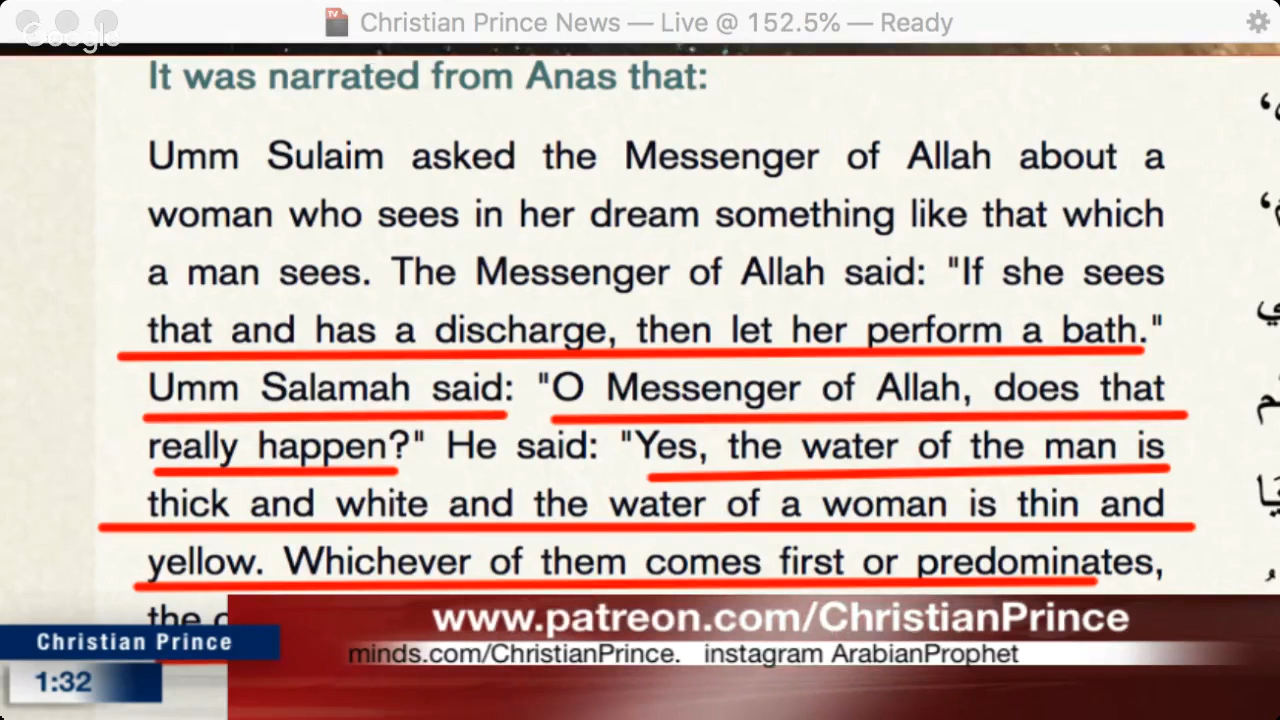 Christian Prince News — Live @ 152.5% — Ready
Google
It was narrated from Anas that:
Umm Sulaim asked the Messenger of Allah about a
woman who sees in her dream something like that which
a man sees. The Messenger of Allah said: "If she sees
that and has a discharge, then let her perform a bath."
Umm Salamah said: "O Messenger of Allah, does that
really happen?" He said: "Yes, the water of the man is
thick and white and the water of a woman is thin and
yellow. Whichever of them comes first or predominates,
the
www.patreon.com/ChristianPrince
Christian Prince
minds.com/ChristianPrince. instagram ArabianProphet
1:32